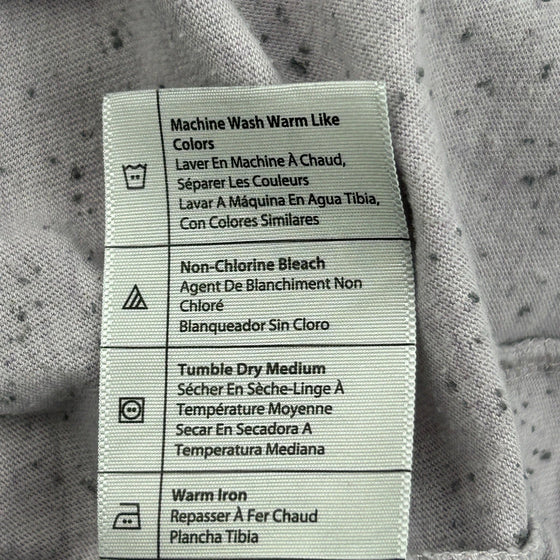 Machine Wash Warm Like
Colors
Laver En Machine À Chaud,
Séparer Les Couleurs
Lavar A Máquina En Agua Tibia,
Con Colores Similares
Non-Chlorine Bleach
Agent De Blanchiment Non
Chloré
Blanqueador Sin Cloro
Tumble Dry Medium
Sécher En Sèche-Linge À
Température Moyenne
Secar En Secadora A
Temperatura Mediana
Warm Iron
Repasser À Fer Chaud
Plancha Tibia